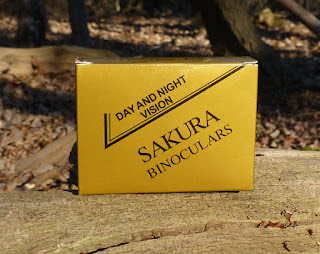 DAY AND NIGHT
VISION
SAKURA
BINOCULARS